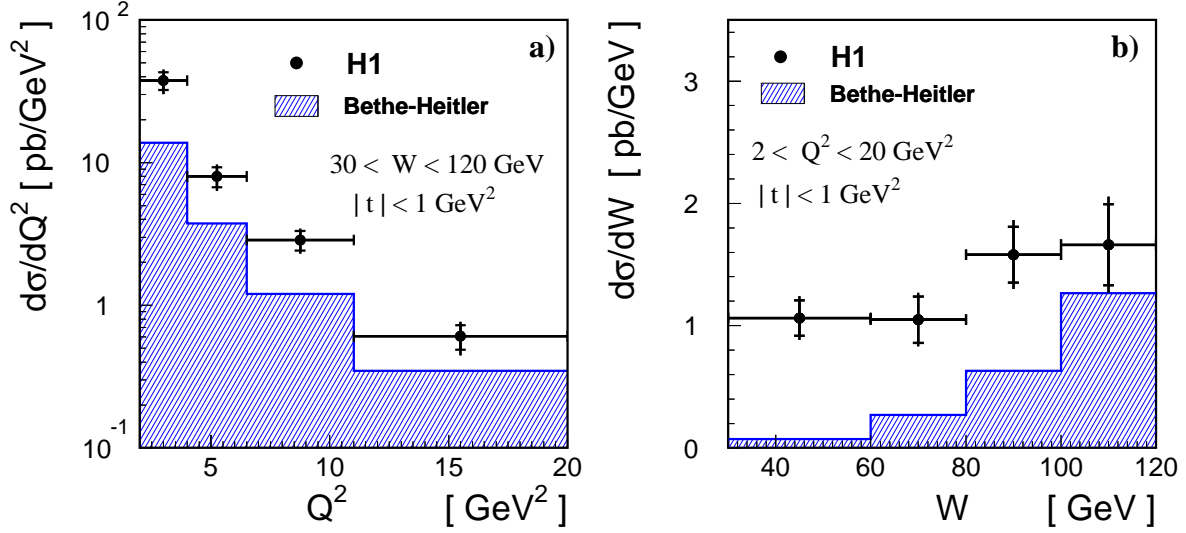 10 2
10
1
10 -1
dσ/dQ2 [ pb/GeV2 ]
a)
H1
Bethe-Heitler
30 < W < 120 GeV
| t | < 1 GeV2
5 10 15 20
Q2 [ GeV2 ]
3
2
1
0
dσ/dW [ pb/GeV ]
b)
H1
Bethe-Heitler
2 < Q2 < 20 GeV2
| t | < 1 GeV2
40 60 80 100 120
W [ GeV ]